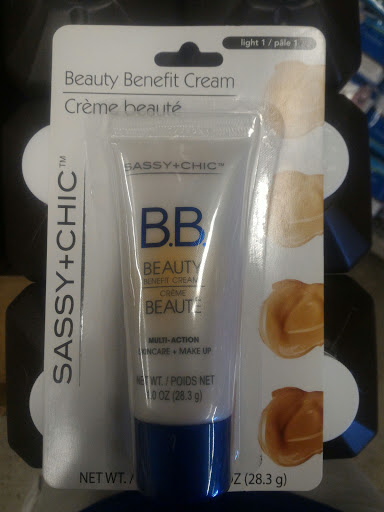 light 1 / pâle 1
Beauty Benefit Cream
Crème beauté
SASSY+CHIC™
SASSY+CHIC™
B.B.
BEAUTY
BENEFIT CREAM
CRÈME
BEAUTÉ
MULTI-ACTION
SKINCARE + MAKE UP
NET WT. / POIDS NET
1.0 OZ (28.3 g)
NET WT. / OZ (28.3 g)